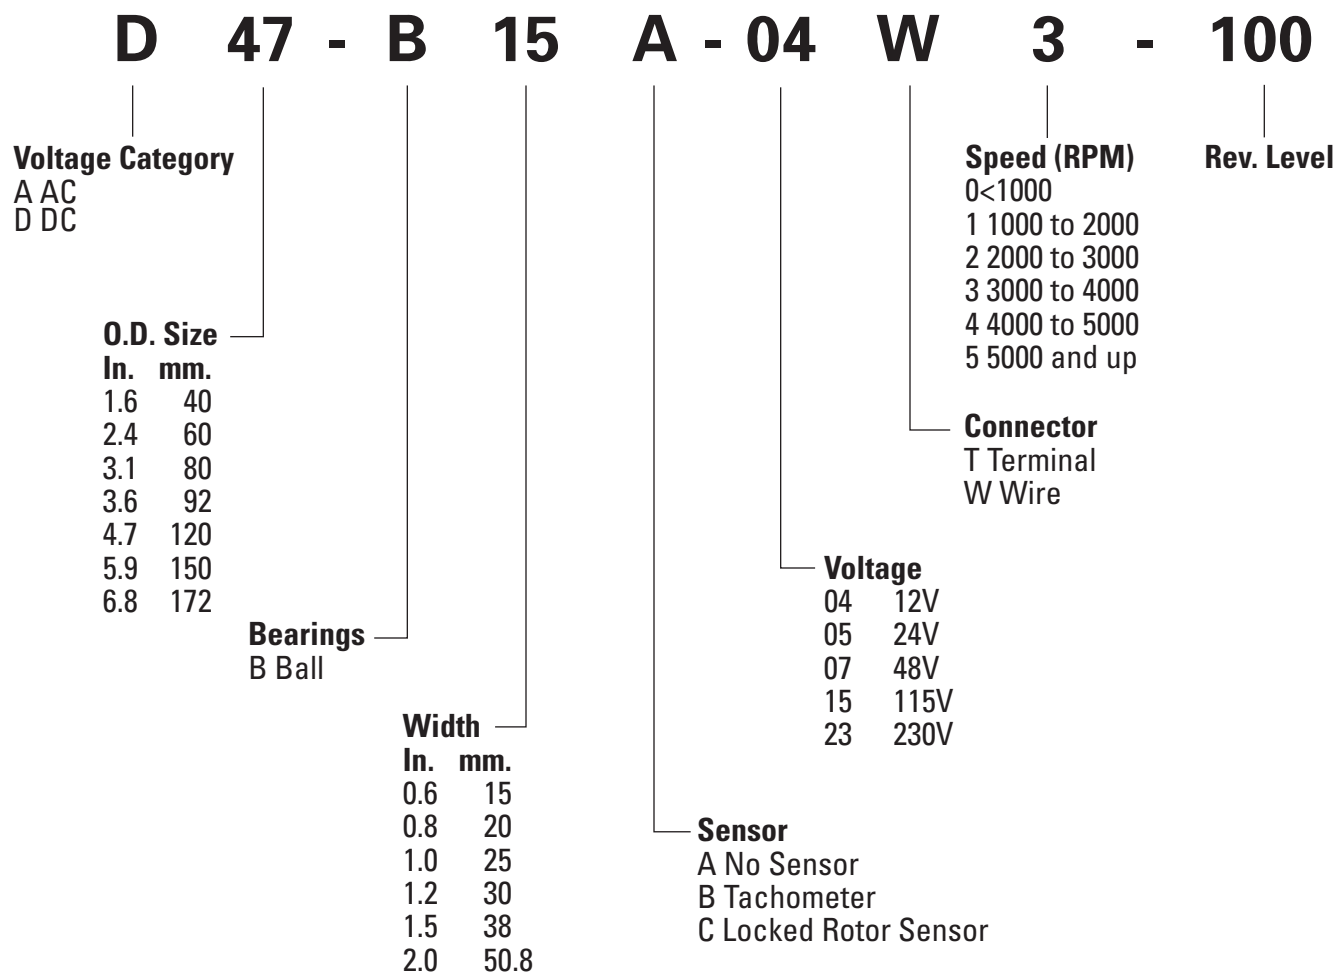 D 47 - B 15 A - 04 W 3 - 100
Voltage Category
A AC
D DC
Speed (RPM)
0<1000
1 1000 to 2000
2 2000 to 3000
3 3000 to 4000
4 4000 to 5000
5 5000 and up
Rev. Level
O.D. Size
In. mm.
1.6 40
2.4 60
3.1 80
3.6 92
4.7 120
5.9 150
6.8 172
Connector
T Terminal
W Wire
Voltage
04 12V
05 24V
07 48V
15 115V
23 230V
Bearings
B Ball
Width
In. mm.
0.6 15
0.8 20
1.0 25
1.2 30
1.5 38
2.0 50.8
Sensor
A No Sensor
B Tachometer
C Locked Rotor Sensor